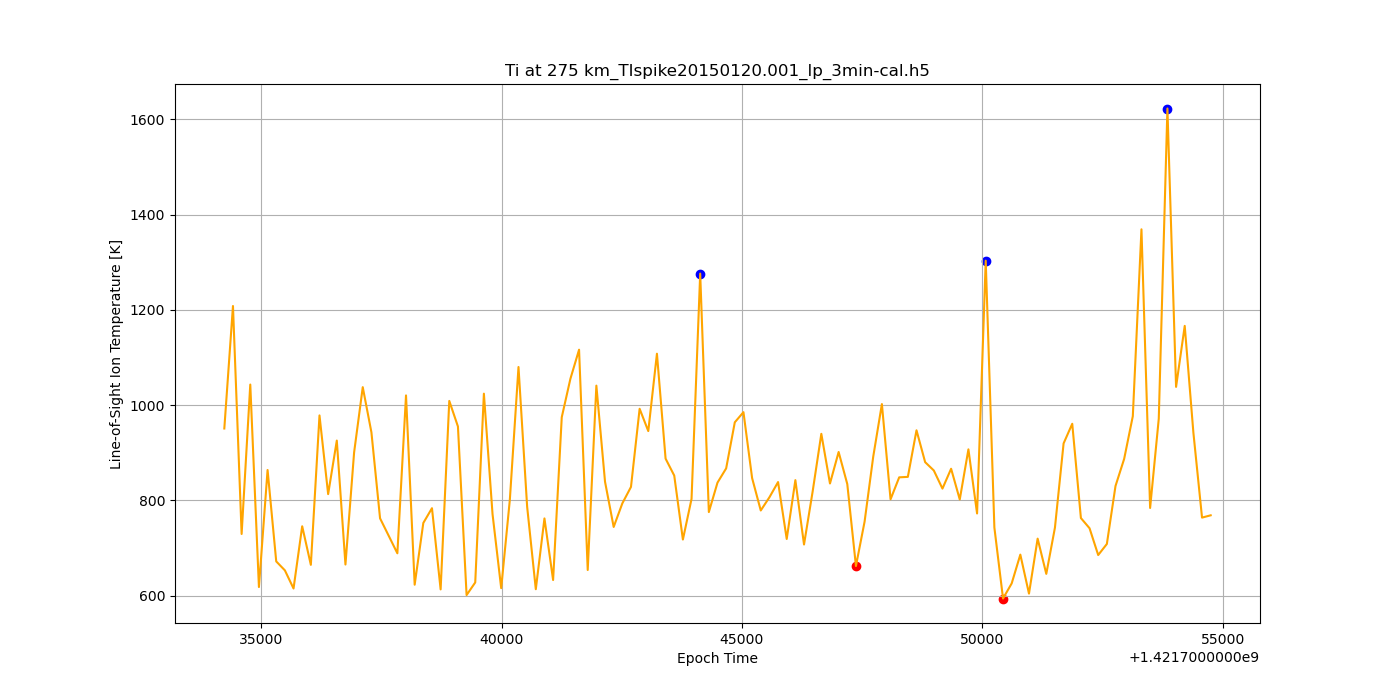 Ti at 275 km_TIspike20150120.001_lp_3min-cal.h5
Line-of-Sight Ion Temperature [K]
1600
1400
1200
1000
800
600
35000 40000 45000 50000 55000
Epoch Time
+1.4217000000e9